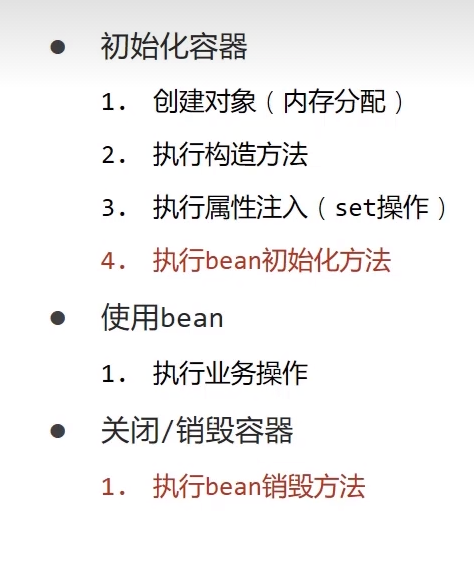 ● 初始化容器
1. 创建对象（内存分配）
2. 执行构造方法
3. 执行属性注入（set操作）
4. 执行bean初始化方法
● 使用bean
1. 执行业务操作
● 关闭/销毁容器
1. 执行bean销毁方法